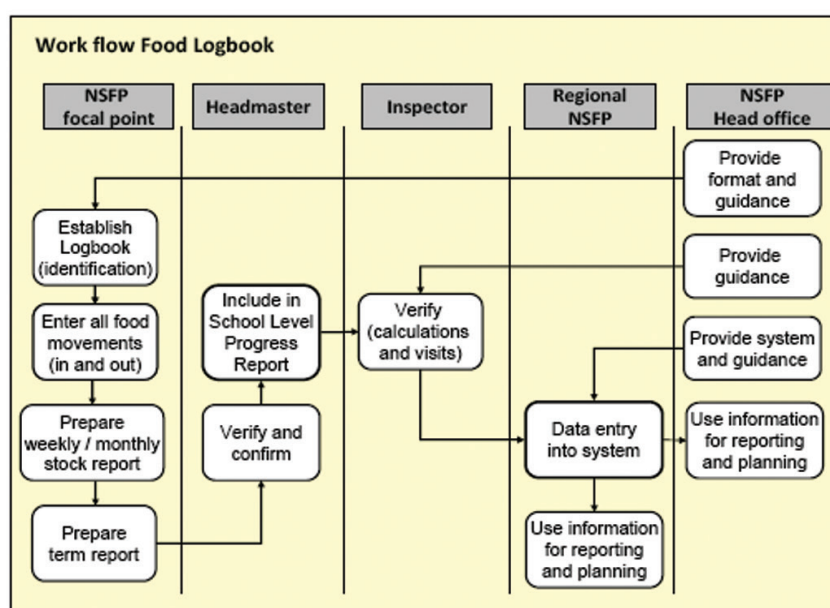 Work flow Food Logbook
NSFP
focal point
Headmaster
Inspector
Regional
NSFP
NSFP
Head office
Provide
format and
guidance
Establish
Logbook
(identification)
Provide
guidance
Enter all food
movements
(in and out)
Include in
School Level
Progress
Report
Verify
(calculations
and visits)
Provide system
and guidance
Prepare
weekly / monthly
stock report
Verify and
confirm
Data entry
into system
Use information
for reporting
and planning
Prepare
term report
Use information
for reporting
and planning